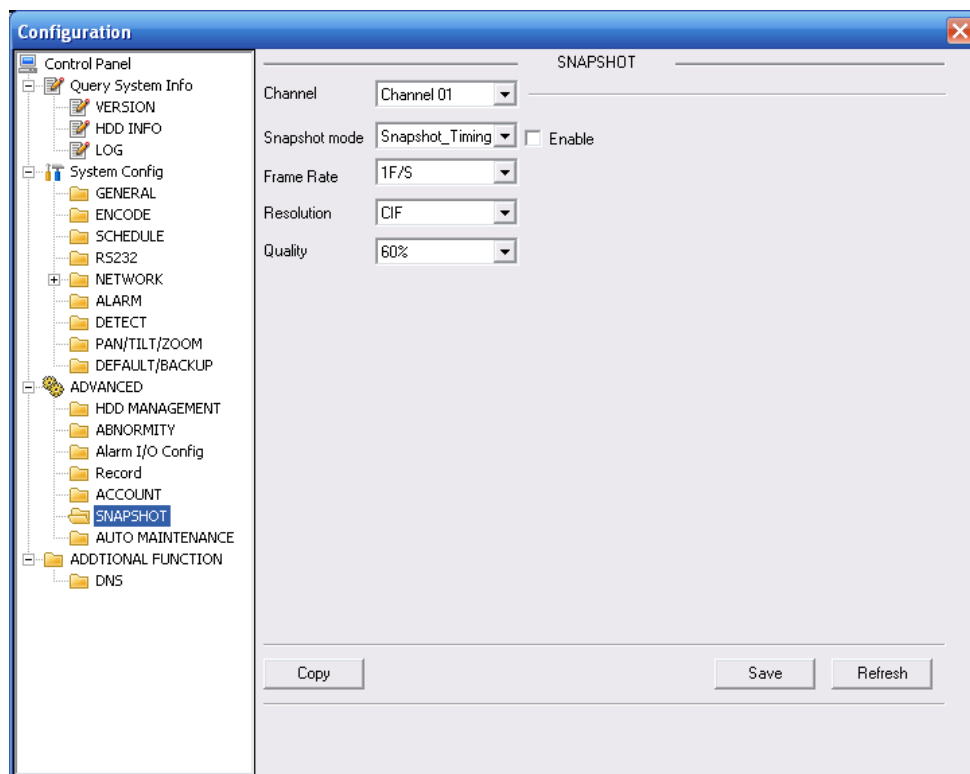 Configuration
Control Panel
Query System Info
VERSION
HDD INFO
LOG
System Config
GENERAL
ENCODE
SCHEDULE
RS232
NETWORK
ALARM
DETECT
PAN/TILT/ZOOM
DEFAULT/BACKUP
ADVANCED
HDD MANAGEMENT
ABNORMITY
Alarm I/O Config
Record
ACCOUNT
SNAPSHOT
AUTO MAINTENANCE
ADDTIONAL FUNCTION
DNS
SNAPSHOT
Channel Channel 01
Snapshot mode Snapshot_Timing Enable
Frame Rate 1F/S
Resolution CIF
Quality 60%
Copy Save Refresh